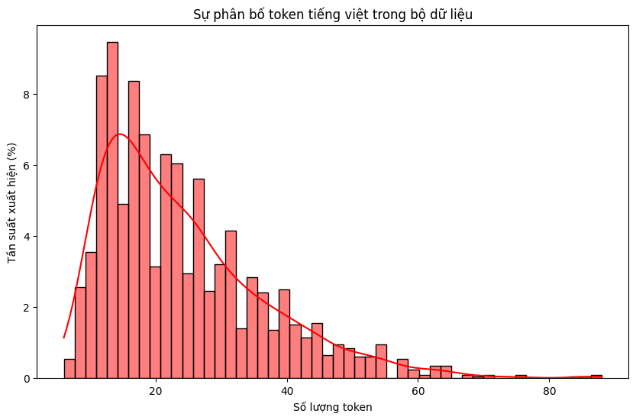 Sự phân bố token tiếng việt trong bộ dữ liệu
Tần suất xuất hiện (%)
8
6
4
2
0
20 40 60 80
Số lượng token